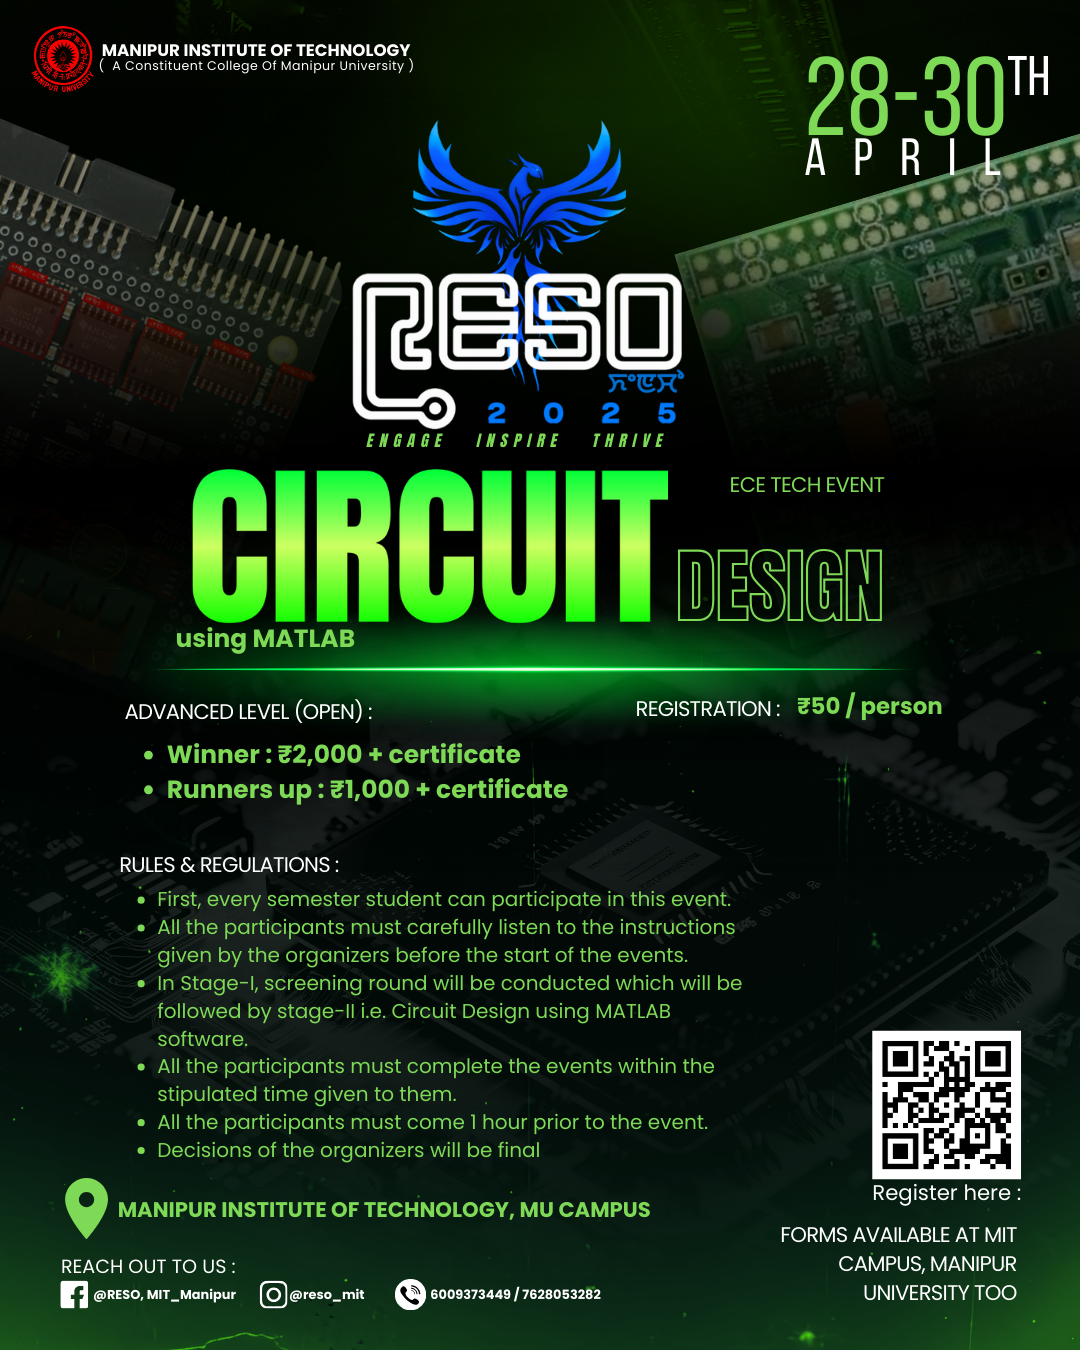 MANIPUR INSTITUTE OF TECHNOLOGY
( A Constituent College Of Manipur University )
MANIPUR UNIVERSITY
28-30TH
APRIL
RESO
2025
ENGAGE INSPIRE THRIVE
CIRCUIT
ECE TECH EVENT
DESIGN
using MATLAB
ADVANCED LEVEL (OPEN) :
• Winner : ₹2,000 + certificate
• Runners up : ₹1,000 + certificate
REGISTRATION : ₹50 / person
RULES & REGULATIONS :
• First, every semester student can participate in this event.
• All the participants must carefully listen to the instructions
given by the organizers before the start of the events.
• In Stage-I, screening round will be conducted which will be
followed by stage-II i.e. Circuit Design using MATLAB
software.
• All the participants must complete the events within the
stipulated time given to them.
• All the participants must come 1 hour prior to the event.
• Decisions of the organizers will be final
MANIPUR INSTITUTE OF TECHNOLOGY, MU CAMPUS
REACH OUT TO US :
@RESO, MIT_Manipur @reso_mit 6009373449 / 7628053282
Register here :
FORMS AVAILABLE AT MIT
CAMPUS, MANIPUR
UNIVERSITY TOO